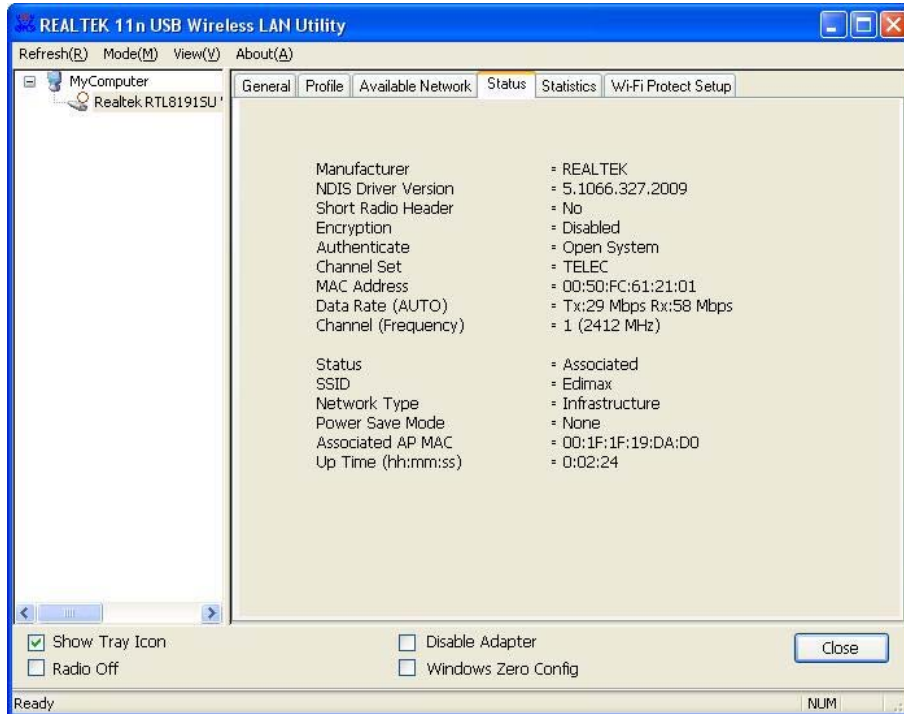 REALTEK 11n USB Wireless LAN Utility
Refresh(R) Mode(M) View(V) About(A)
MyComputer
Realtek RTL8191SU '
General Profile Available Network Status Statistics Wi-Fi Protect Setup
Manufacturer = REALTEK
NDIS Driver Version = 5.1066.327.2009
Short Radio Header = No
Encryption = Disabled
Authenticate = Open System
Channel Set = TELEC
MAC Address = 00:50:FC:61:21:01
Data Rate (AUTO) = Tx:29 Mbps Rx:58 Mbps
Channel (Frequency) = 1 (2412 MHz)
Status = Associated
SSID = Edimax
Network Type = Infrastructure
Power Save Mode = None
Associated AP MAC = 00:1F:1F:19:DA:D0
Up Time (hh:mm:ss) = 0:02:24
Show Tray Icon Disable Adapter
Radio Off Windows Zero Config
Close
Ready NUM